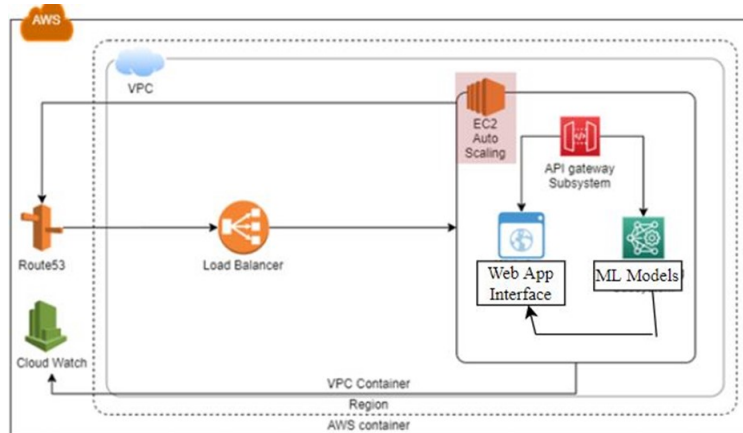 AWS
VPC
EC2
Auto
Scaling
API gateway
Subsystem
Route53
Load Balancer
Web App
Interface
ML Models
Cloud Watch
VPC Container
Region
AWS container